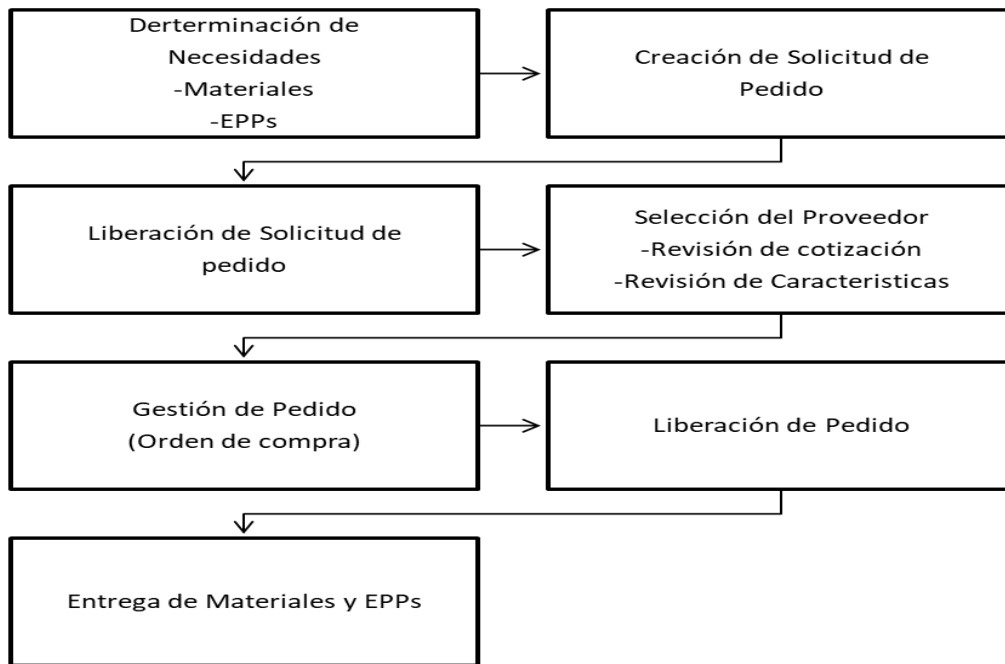 Derterminación de
Necesidades
-Materiales
-EPPs
Creación de Solicitud de
Pedido
Liberación de Solicitud de
pedido
Selección del Proveedor
-Revisión de cotización
-Revisión de Caracteristicas
Gestión de Pedido
(Orden de compra)
Liberación de Pedido
Entrega de Materiales y EPPs